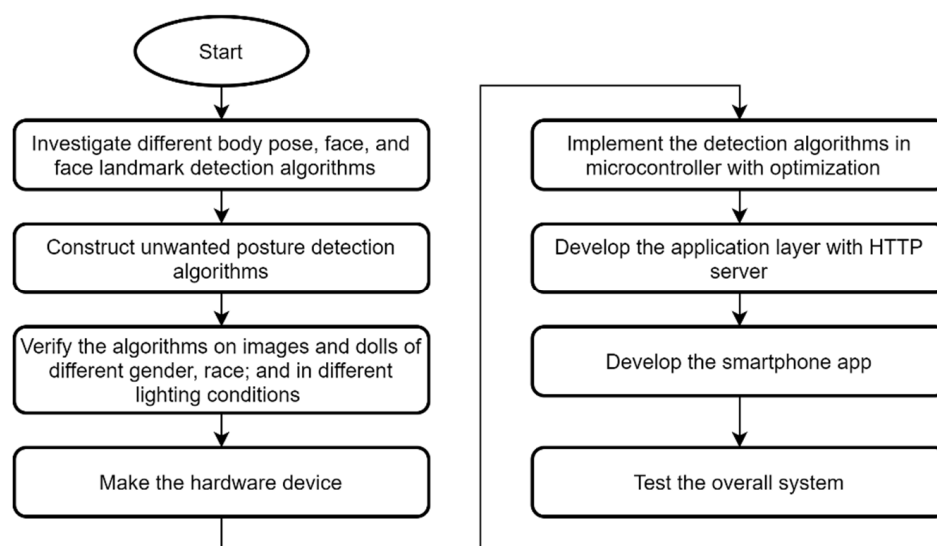 Start
Investigate different body pose, face, and
face landmark detection algorithms
Construct unwanted posture detection
algorithms
Verify the algorithms on images and dolls of
different gender, race; and in different
lighting conditions
Make the hardware device
Implement the detection algorithms in
microcontroller with optimization
Develop the application layer with HTTP
server
Develop the smartphone app
Test the overall system